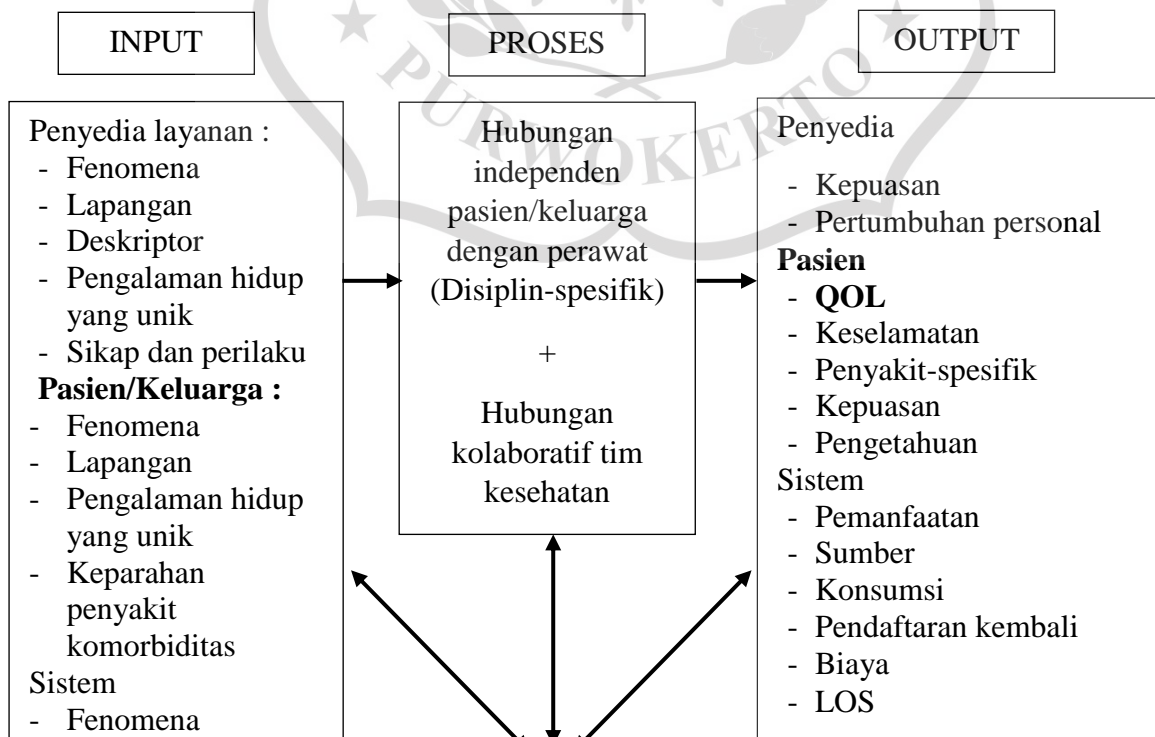 INPUT
PROSES
OUTPUT
PURWOKERTO
Penyedia layanan :
- Fenomena
- Lapangan
- Deskriptor
- Pengalaman hidup
yang unik
- Sikap dan perilaku
Pasien/Keluarga :
- Fenomena
- Lapangan
- Pengalaman hidup
yang unik
- Keparahan
penyakit
komorbiditas
Sistem
- Fenomena
Hubungan
independen
pasien/keluarga
dengan perawat
(Disiplin-spesifik)
+
Hubungan
kolaboratif tim
kesehatan
Penyedia
- Kepuasan
- Pertumbuhan personal
Pasien
- QOL
- Keselamatan
- Penyakit-spesifik
- Kepuasan
- Pengetahuan
Sistem
- Pemanfaatan
- Sumber
- Konsumsi
- Pendaftaran kembali
- Biaya
- LOS